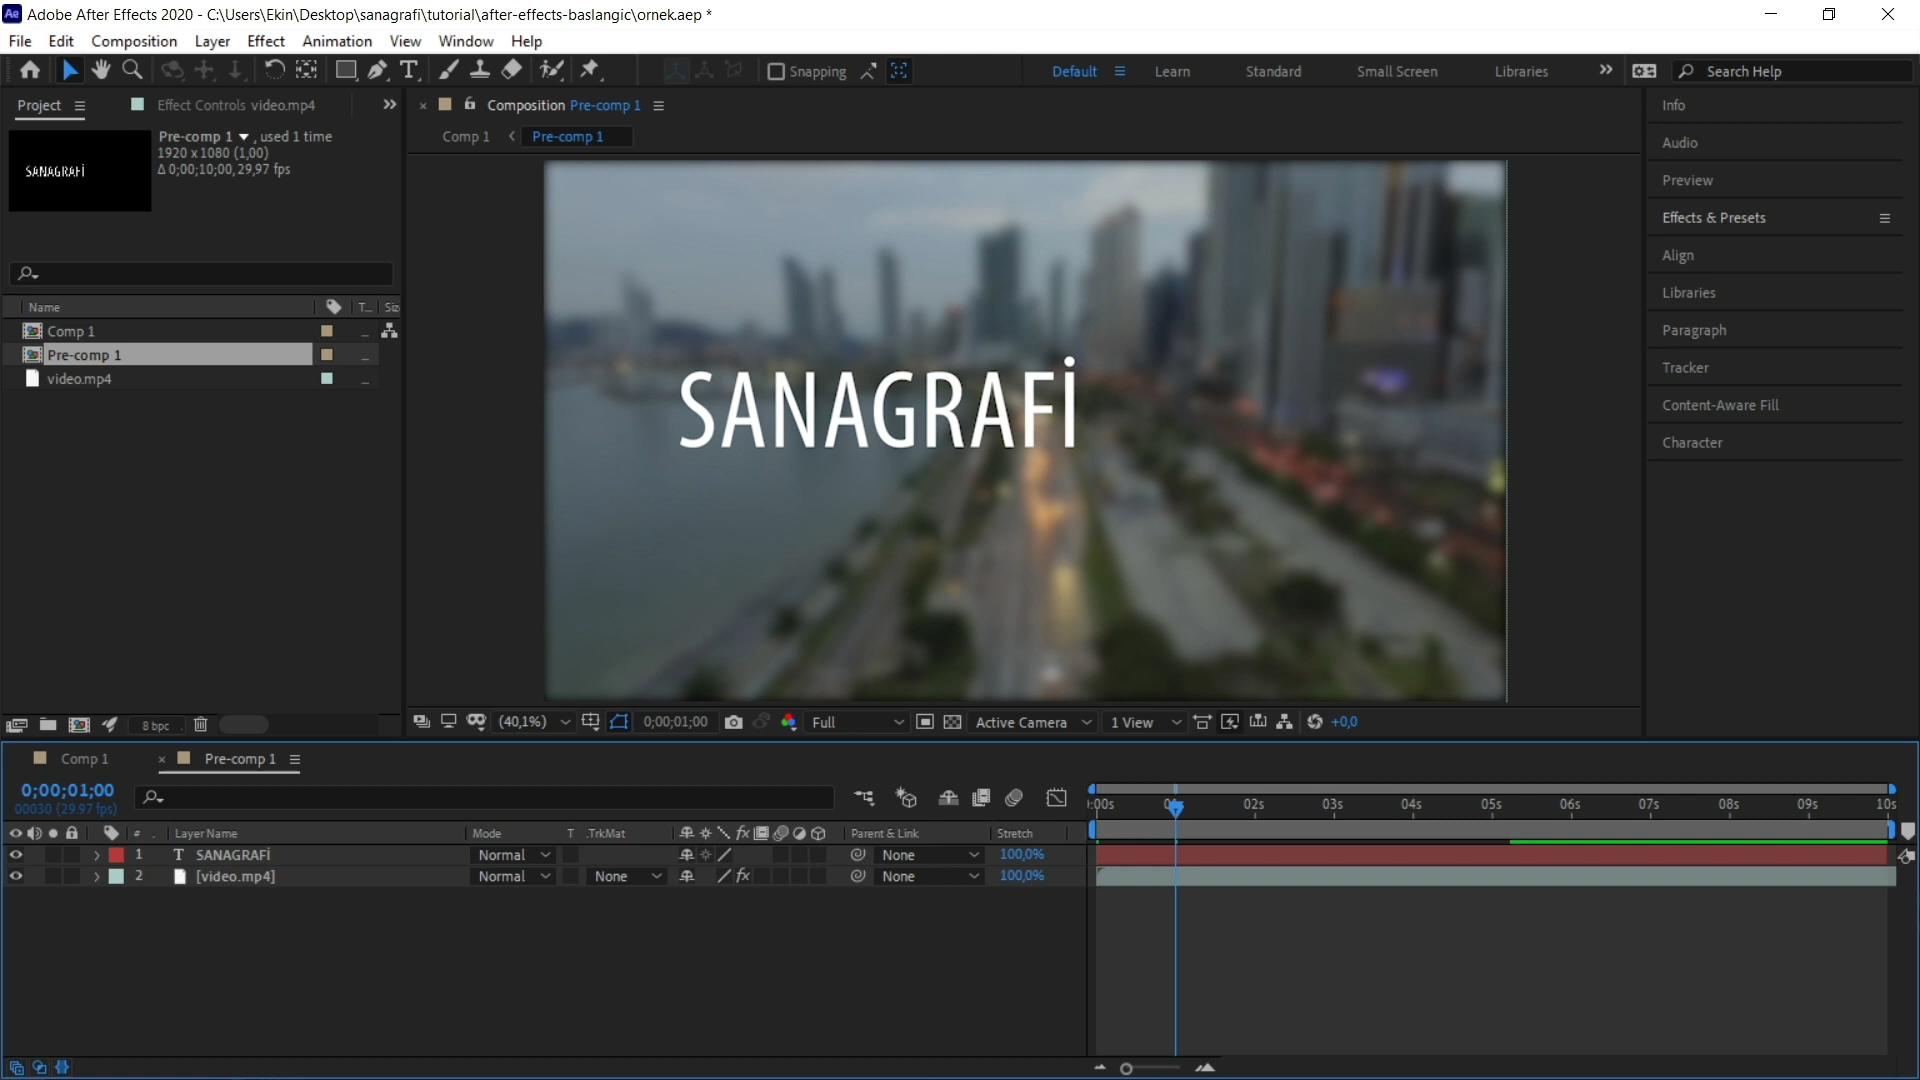 Adobe After Effects 2020 - C:\Users\Ekin\Desktop\sanagrafi\tutorial\after-effects-baslangic\ornek.aep *
File Edit Composition Layer Effect Animation View Window Help
Snapping Default Learn Standard Small Screen Libraries Search Help
Project Effect Controls video.mp4
Composition Pre-comp 1
Comp 1 Pre-comp 1
Pre-comp 1 , used 1 time
1920 x 1080 (1,00)
Δ 0;00;10;00, 29,97 fps
SANAGRAFİ
Name T... Siz
Comp 1
Pre-comp 1
video.mp4
SANAGRAFİ
Info
Audio
Preview
Effects & Presets
Align
Libraries
Paragraph
Tracker
Content-Aware Fill
Character
8 bpc
(40,1%) 0;00;01;00 Full Active Camera 1 View +0,0
Comp 1 Pre-comp 1
0;00;01;00
00030 (29.97 fps)
:00s 02s 03s 04s 05s 06s 07s 08s 09s 10s
# Layer Name Mode T .TrkMat Parent & Link Stretch
1 T SANAGRAFİ Normal None 100,0%
2 [video.mp4] Normal None fx None 100,0%